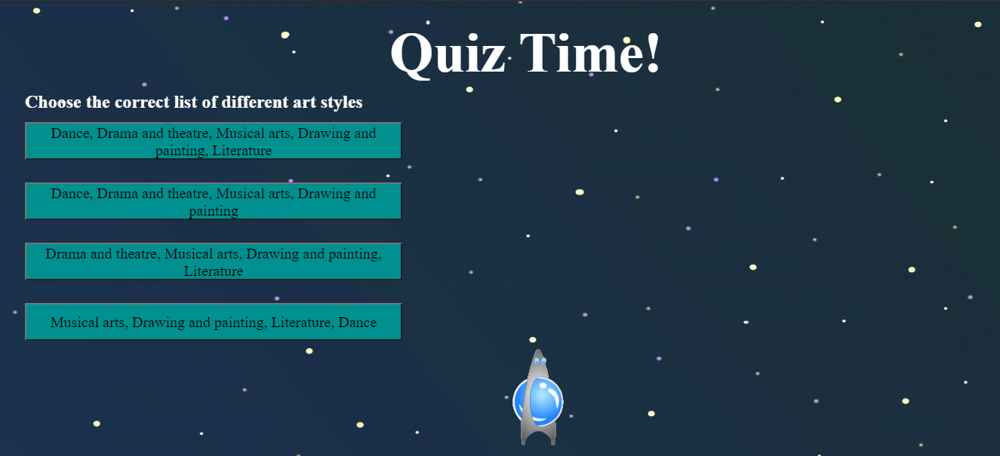 Quiz Time!
Choose the correct list of different art styles
Dance, Drama and theatre, Musical arts, Drawing and
painting, Literature
Dance, Drama and theatre, Musical arts, Drawing and
painting
Drama and theatre, Musical arts, Drawing and painting,
Literature
Musical arts, Drawing and painting, Literature, Dance